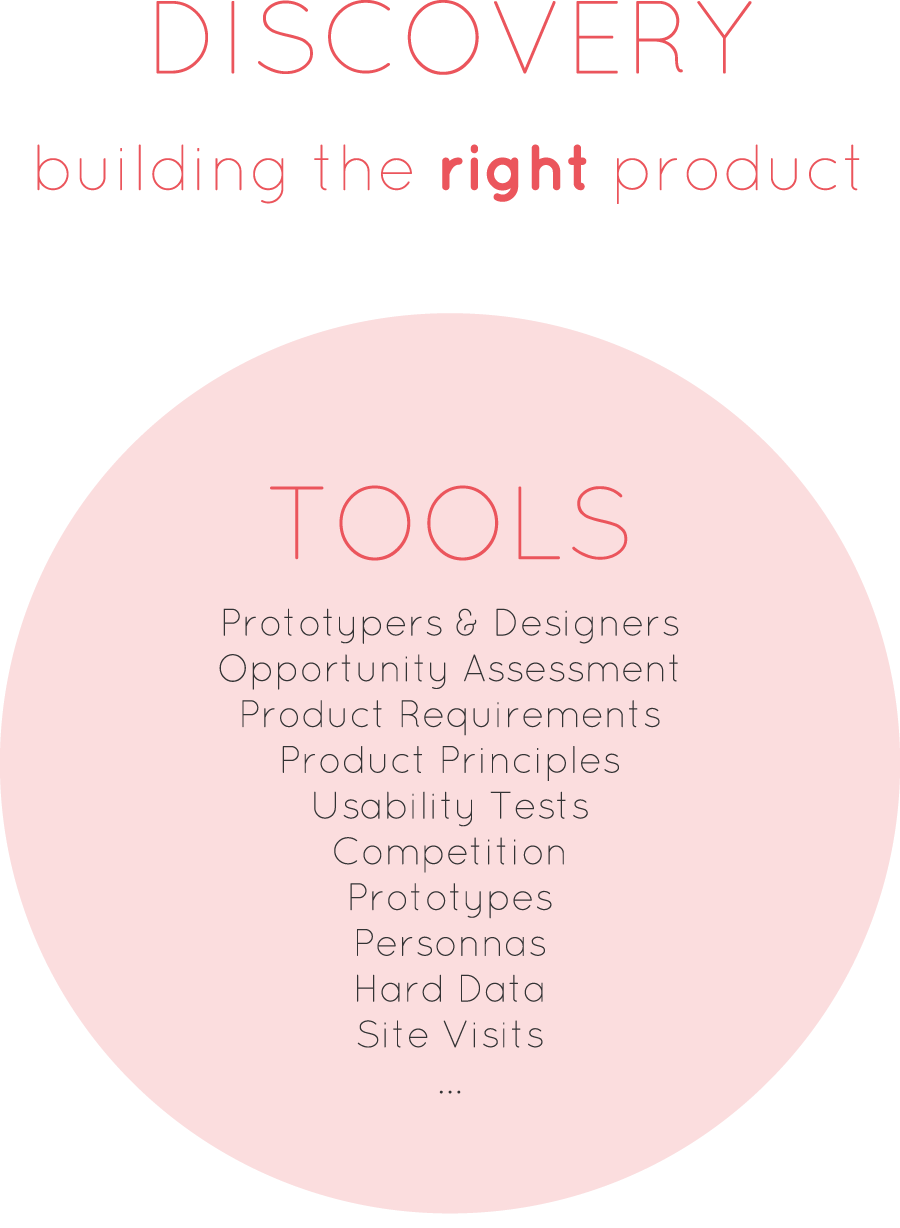 DISCOVERY
building the right product
TOOLS
Prototypers & Designers
Opportunity Assessment
Product Requirements
Product Principles
Usability Tests
Competition
Prototypes
Personnas
Hard Data
Site Visits
...